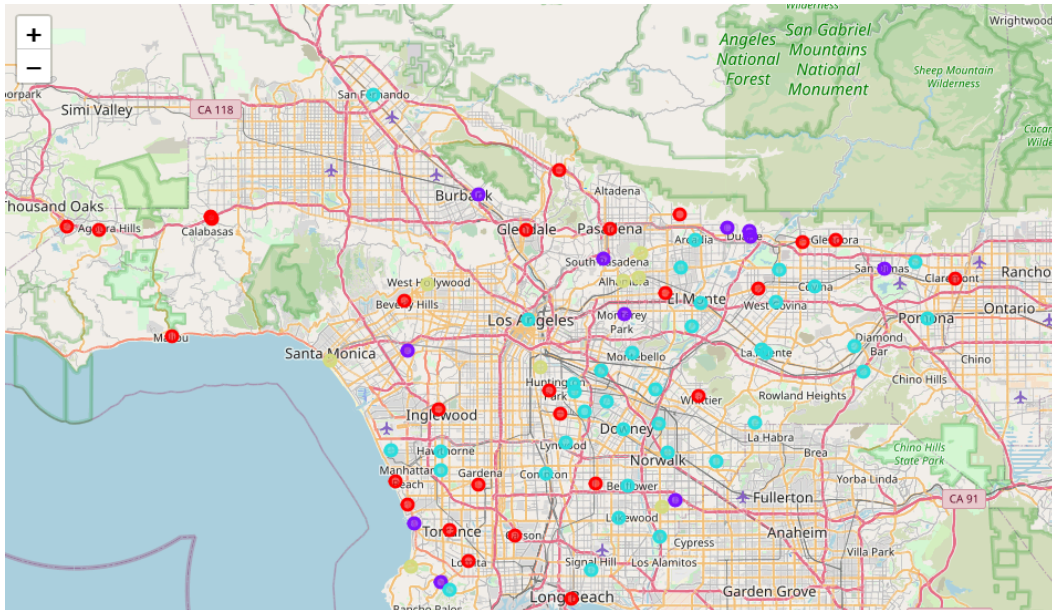 +
−
Wilderness
Wrightwood
Angeles
National
Forest
San Gabriel
Mountains
National
Monument
Sheep Mountain
Wilderness
Simi Valley
CA 118
San Fernando
Burbank
Altadena
Thousand Oaks
Agoura Hills
Calabasas
Glendale
Pasadena
Arcadia
Duarte
Glendora
South Pasadena
Alhambra
San Dimas
Claremont
Rancho
West Hollywood
Beverly Hills
El Monte
West Covina
Covina
Ontario
Malibu
Los Angeles
Monterey
Park
Pomona
Santa Monica
Montebello
La Puente
Diamond
Bar
Chino
Huntington
Park
Chino Hills
Inglewood
Whittier
Rowland Heights
Downey
La Habra
Hawthorne
Lynwood
Chino Hills
State Park
Brea
Manhattan
Beach
Gardena
Compton
Norwalk
Yorba Linda
Bellflower
Fullerton
CA 91
Torrance
Carson
Lakewood
Cypress
Anaheim
Villa Park
Lomita
Signal Hill
Los Alamitos
Orange
Rancho Palos
Long Beach
Garden Grove